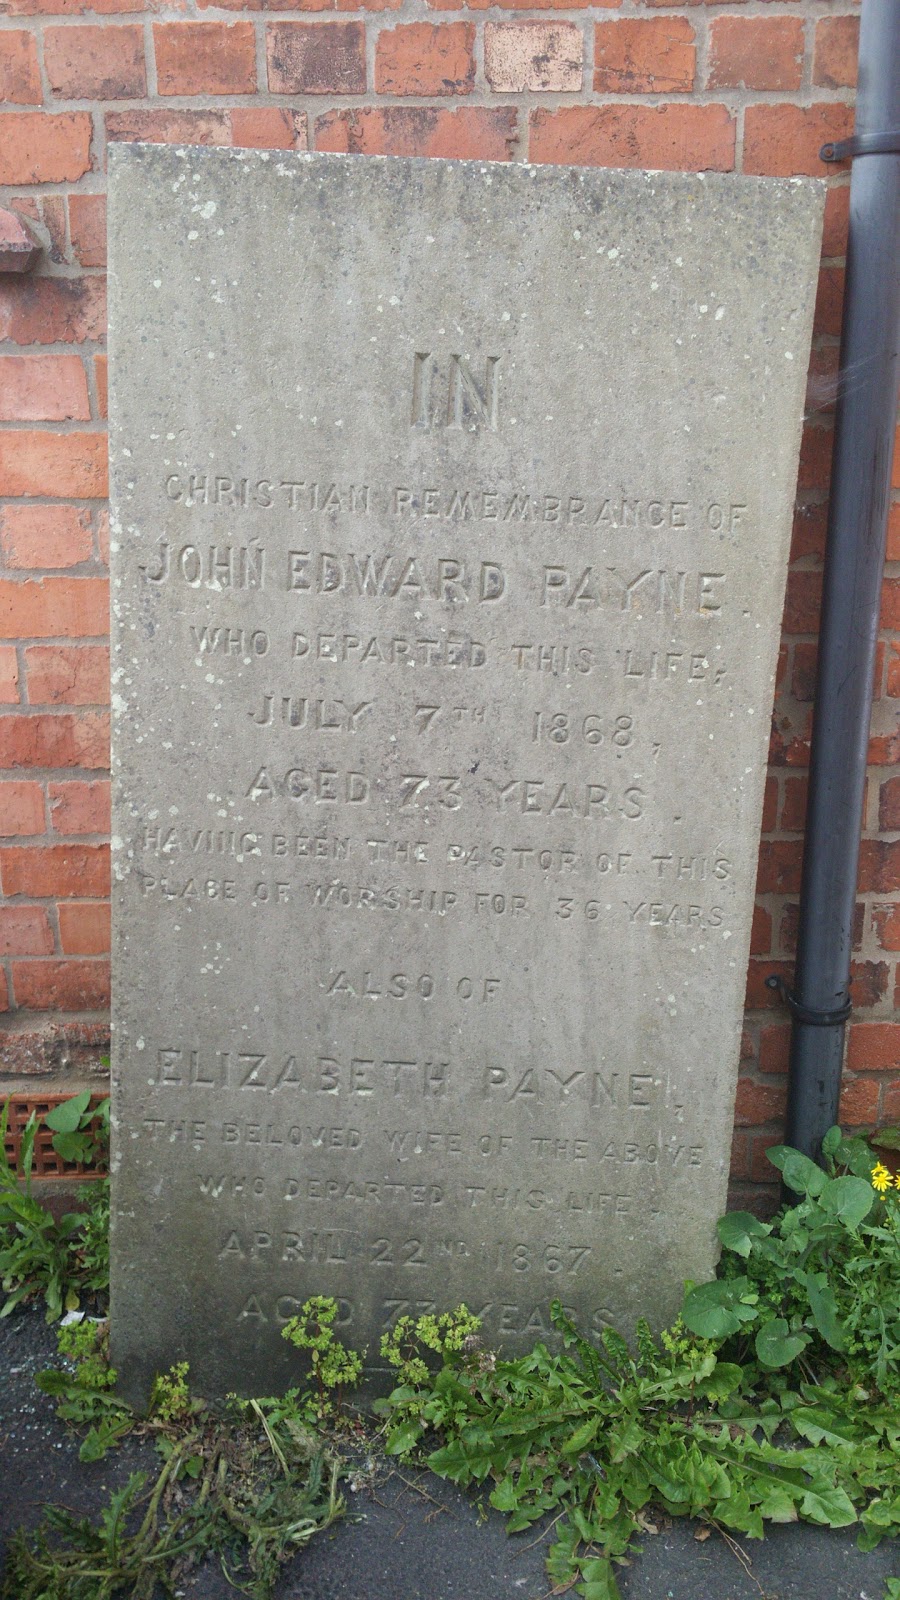 IN
CHRISTIAN REMEMBRANCE OF
JOHN EDWARD PAYNE.
WHO DEPARTED THIS LIFE,
JULY 7TH 1868,
AGED 73 YEARS.
HAVING BEEN THE PASTOR OF THIS
PLACE OF WORSHIP FOR 36 YEARS
ALSO OF
ELIZABETH PAYNE,
THE BELOVED WIFE OF THE ABOVE
WHO DEPARTED THIS LIFE.
APRIL 22ND 1867.
AGED 73 YEARS